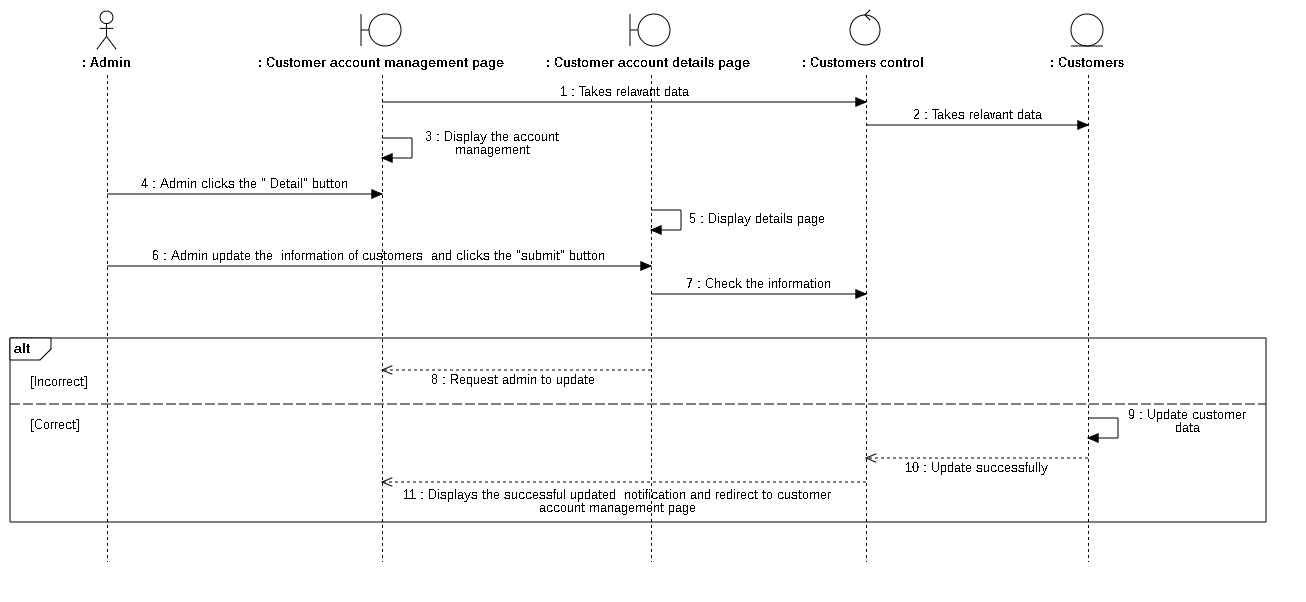 : Admin
: Customer account management page
: Customer account details page
: Customers control
: Customers
1 : Takes relavant data
2 : Takes relavant data
3 : Display the account
management
4 : Admin clicks the " Detail" button
5 : Display details page
6 : Admin update the  information of customers  and clicks the "submit" button
7 : Check the information
alt
8 : Request admin to update
[Incorrect]
9 : Update customer
data
[Correct]
10 : Update successfully
11 : Displays the successful updated  notification and redirect to customer
account management page